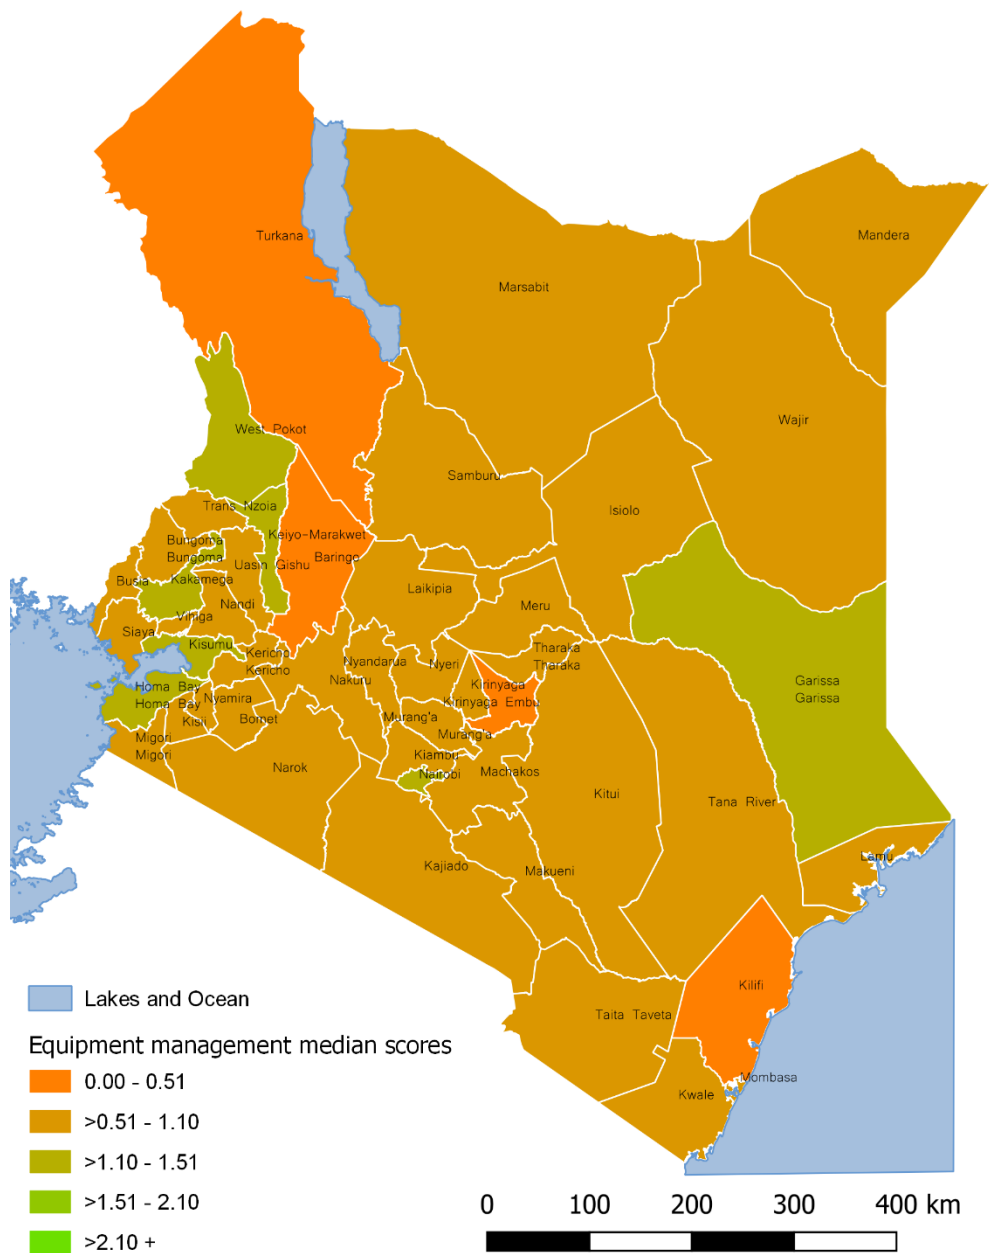 Turkana
Mandera
Marsabit
Wajir
West Pokot
Samburu
Trans Nzoia
Isiolo
Keiyo-Marakwet
Bungoma
Bungoma
Baringo
Uasin Gishu
Busia
Kakamega
Laikipia
Nandi
Meru
Vihiga
Siaya
Kisumu
Tharaka
Kericho
Nyandarua
Nyeri
Tharaka
Kericho
Nakuru
Garissa
Homa Bay
Kirinyaga
Garissa
Nyamira
Homa Bay
Kirinyaga Embu
Bomet
Murang'a
Kisii
Migori
Murang'a
Migori
Kiambu
Narok
Nairobi
Machakos
Kitui
Tana River
Lamu
Kajiado
Makueni
Kilifi
Taita Taveta
Mombasa
Kwale
Lakes and Ocean
Equipment management median scores
0.00 - 0.51
>0.51 - 1.10
>1.10 - 1.51
>1.51 - 2.10
>2.10 +
0 100 200 300 400 km